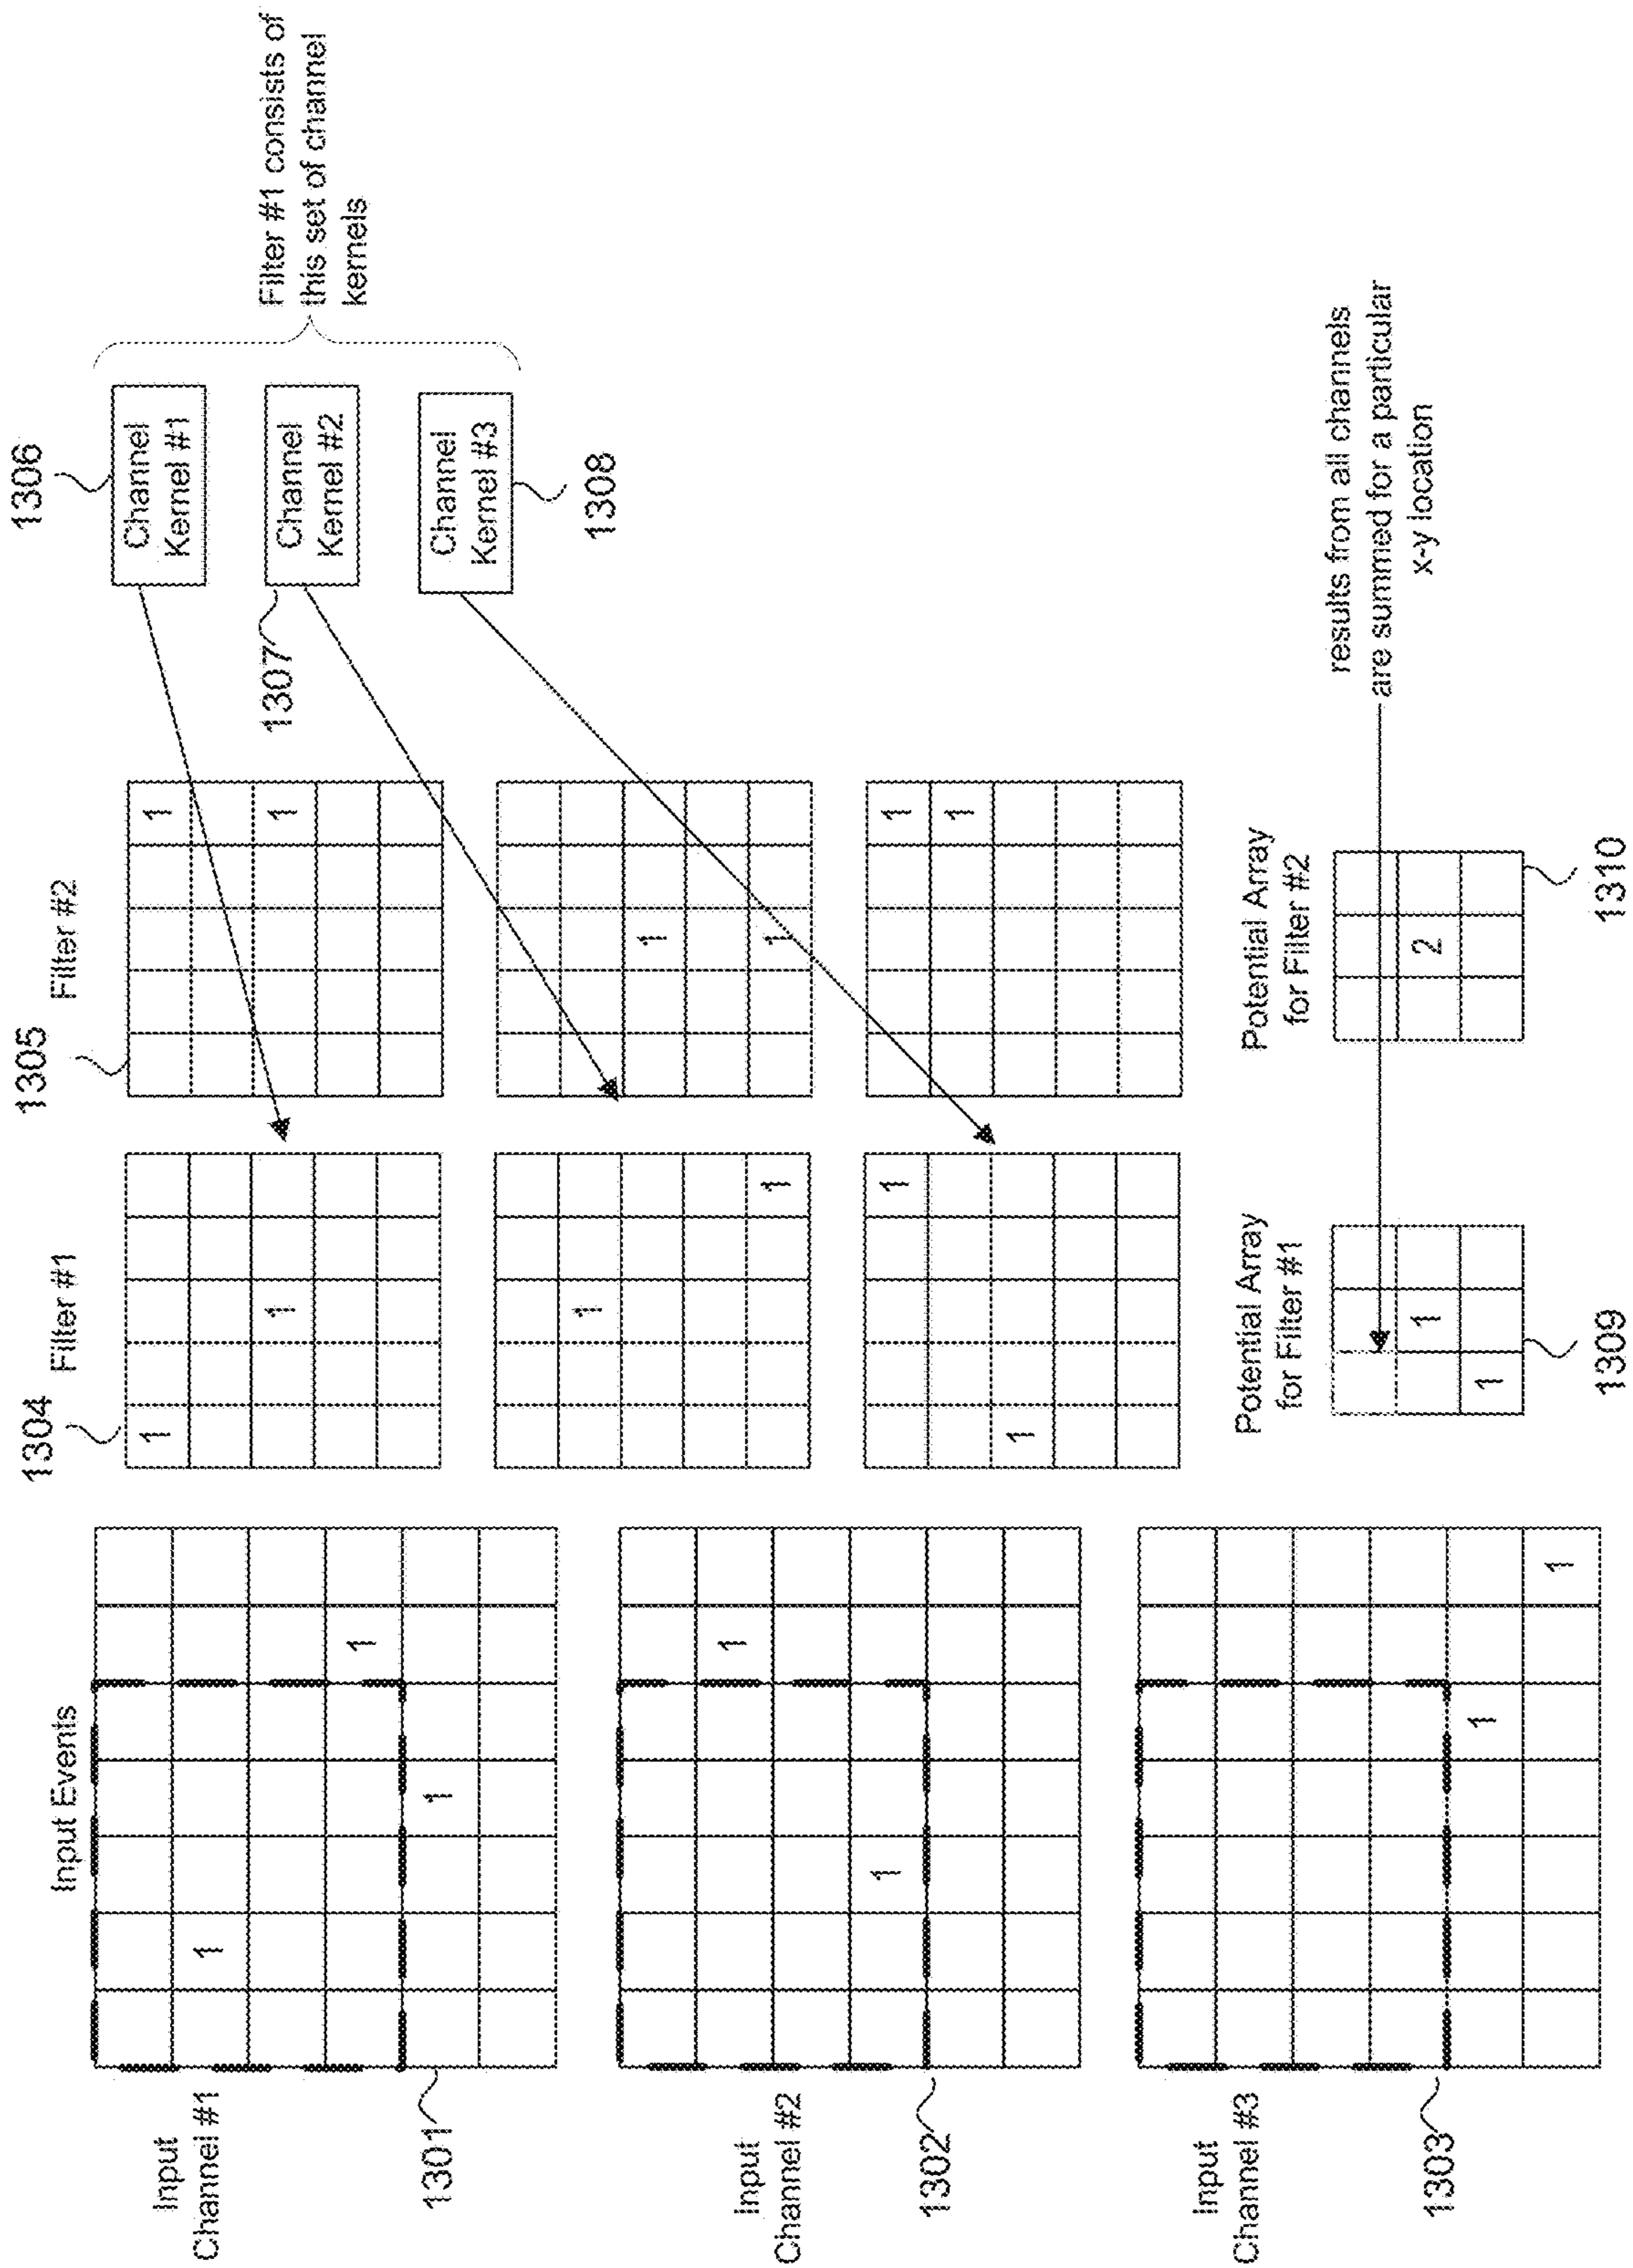 Input Events
1304
Filter #1
1305
Filter #2
1306
Input
Channel #1
1301
1
1
1
1
1
1
1
Channel
Kernel #1
1307
Channel
Kernel #2
Channel
Kernel #3
1308
Filter #1 consists of
this set of channel
kernels
Input
Channel #2
1302
1
1
1
1
1
1
Input
Channel #3
1303
1
1
1
1
1
1
Potential Array
for Filter #1
1
1
1309
Potential Array
for Filter #2
2
1310
results from all channels
are summed for a particular
x-y location